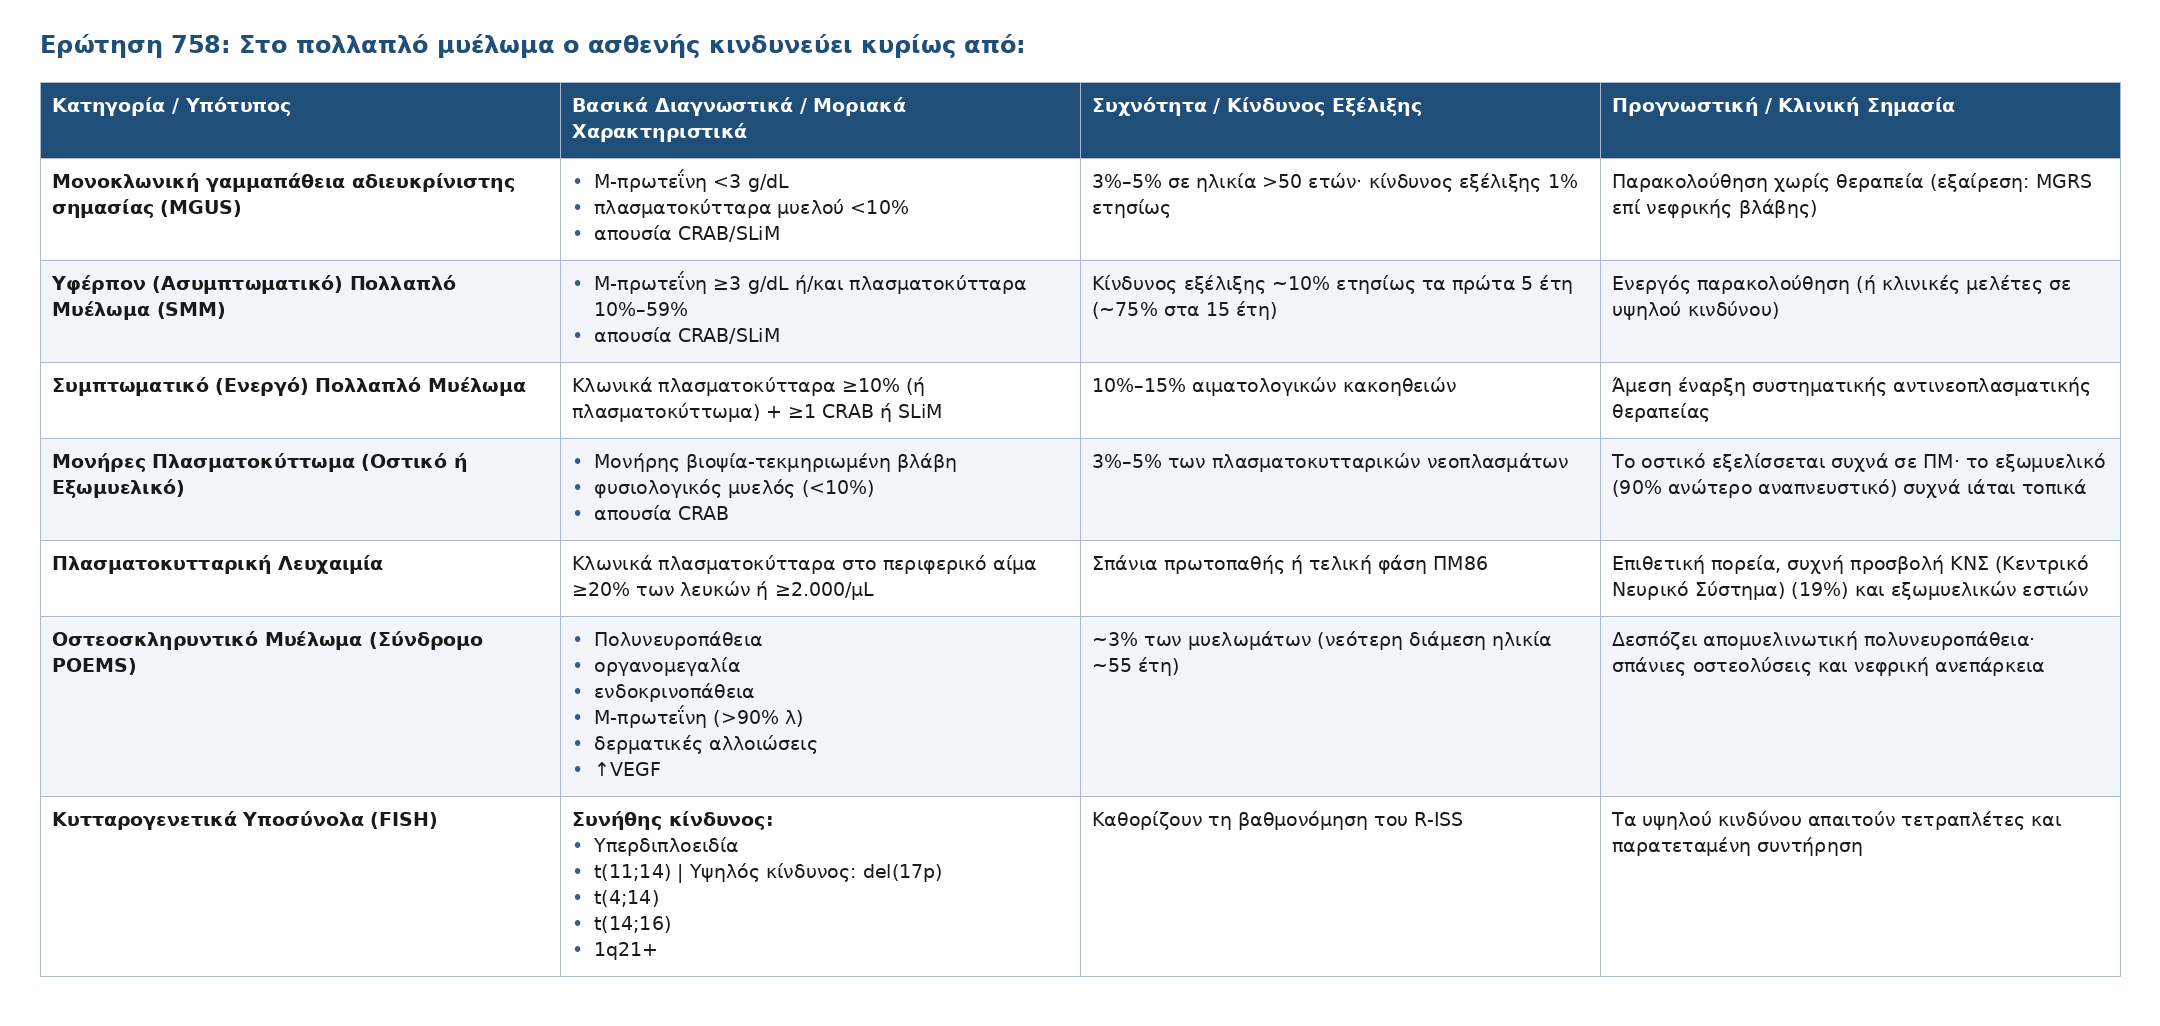 Ερώτηση 758: Στο πολλαπλό μυέλωμα ο ασθενής κινδυνεύει κυρίως από:
Κατηγορία / Υπότυπος
Βασικά Διαγνωστικά / Μοριακά
Χαρακτηριστικά
Συχνότητα / Κίνδυνος Εξέλιξης
Προγνωστική / Κλινική Σημασία
Μονοκλωνική γαμμαπάθεια αδιευκρίνιστης
σημασίας (MGUS)
• Μ-πρωτεΐνη <3 g/dL
• πλασματοκύτταρα μυελού <10%
• απουσία CRAB/SLiM
3%–5% σε ηλικία >50 ετών· κίνδυνος εξέλιξης 1%
ετησίως
Παρακολούθηση χωρίς θεραπεία (εξαίρεση: MGRS
επί νεφρικής βλάβης)
Υφέρπον (Ασυμπτωματικό) Πολλαπλό
Μυέλωμα (SMM)
• Μ-πρωτεΐνη ≥3 g/dL ή/και πλασματοκύτταρα
10%–59%
• απουσία CRAB/SLiM
Κίνδυνος εξέλιξης ~10% ετησίως τα πρώτα 5 έτη
(~75% στα 15 έτη)
Ενεργός παρακολούθηση (ή κλινικές μελέτες σε
υψηλού κινδύνου)
Συμπτωματικό (Ενεργό) Πολλαπλό Μυέλωμα
Κλωνικά πλασματοκύτταρα ≥10% (ή
πλασματοκύττωμα) + ≥1 CRAB ή SLiM
10%–15% αιματολογικών κακοηθειών
Άμεση έναρξη συστηματικής αντινεοπλασματικής
θεραπείας
Μονήρες Πλασματοκύττωμα (Οστικό ή
Εξωμυελικό)
• Μονήρης βιοψία-τεκμηριωμένη βλάβη
• φυσιολογικός μυελός (<10%)
• απουσία CRAB
3%–5% των πλασματοκυτταρικών νεοπλασμάτων
Το οστικό εξελίσσεται συχνά σε ΠΜ· το εξωμυελικό
(90% ανώτερο αναπνευστικό) συχνά ιάται τοπικά
Πλασματοκυτταρική Λευχαιμία
Κλωνικά πλασματοκύτταρα στο περιφερικό αίμα
≥20% των λευκών ή ≥2.000/μL
Σπάνια πρωτοπαθής ή τελική φάση ΠΜ86
Επιθετική πορεία, συχνή προσβολή ΚΝΣ (Κεντρικό
Νευρικό Σύστημα) (19%) και εξωμυελικών εστιών
Οστεοσκληρυντικό Μυέλωμα (Σύνδρομο
POEMS)
• Πολυνευροπάθεια
• οργανομεγαλία
• ενδοκρινοπάθεια
• Μ-πρωτεΐνη (>90% λ)
• δερματικές αλλοιώσεις
• ↑VEGF
~3% των μυελωμάτων (νεότερη διάμεση ηλικία
~55 έτη)
Δεσπόζει απομυελινωτική πολυνευροπάθεια·
σπάνιες οστεολύσεις και νεφρική ανεπάρκεια
Κυτταρογενετικά Υποσύνολα (FISH)
Συνήθης κίνδυνος:
• Υπερδιπλοειδία
• t(11;14) | Υψηλός κίνδυνος: del(17p)
• t(4;14)
• t(14;16)
• 1q21+
Καθορίζουν τη βαθμονόμηση του R-ISS
Τα υψηλού κινδύνου απαιτούν τετραπλέτες και
παρατεταμένη συντήρηση